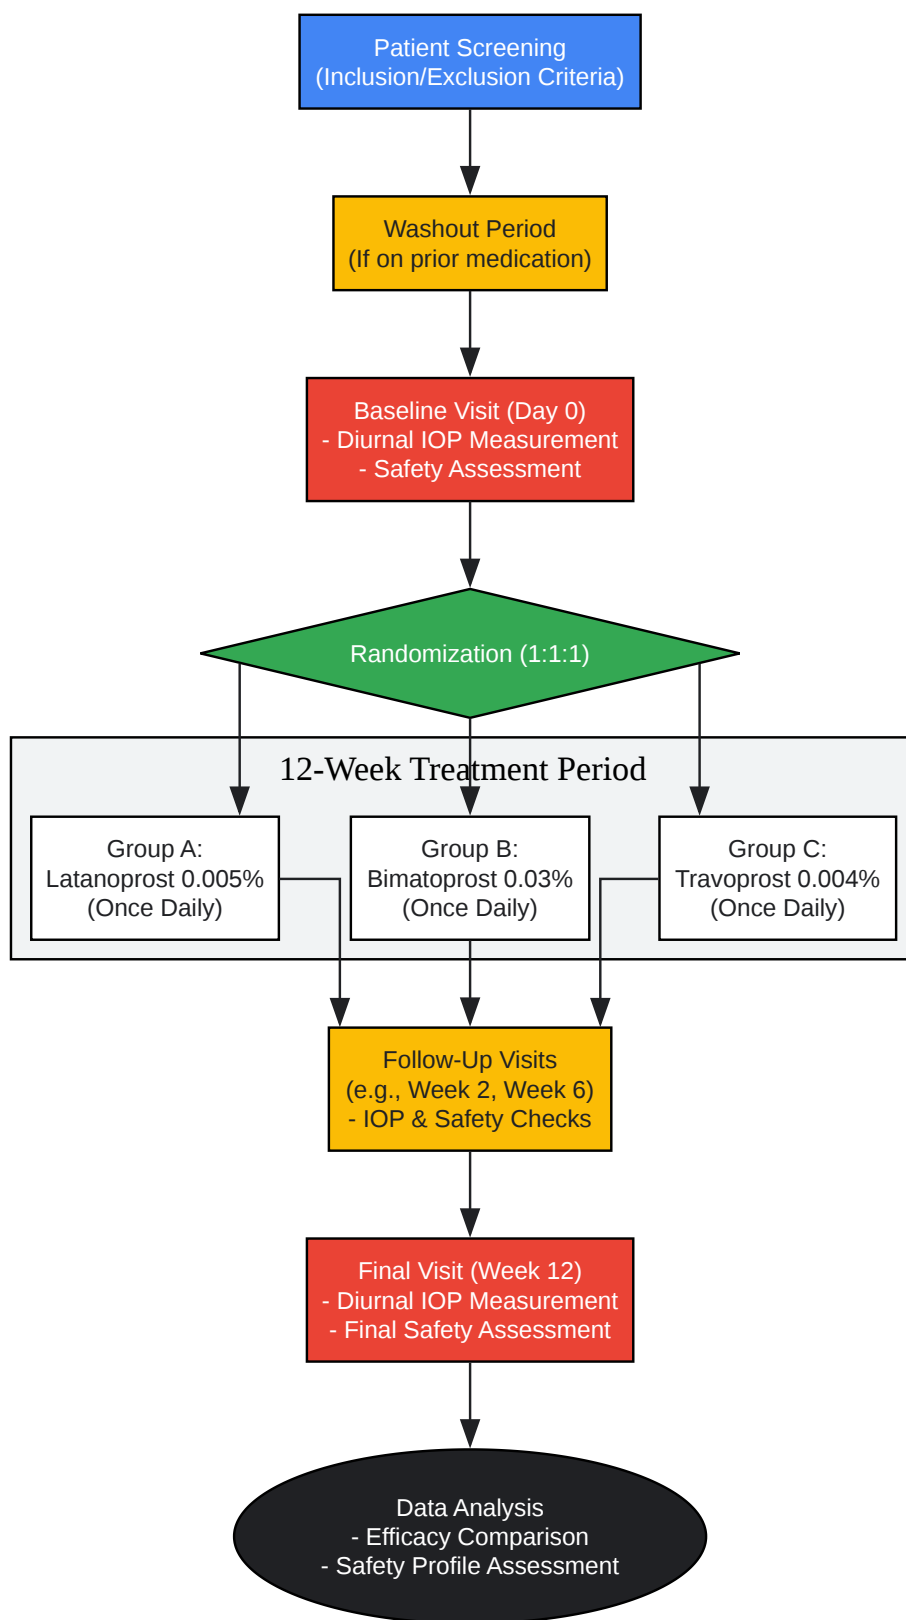 Patient Screening
(Inclusion/Exclusion Criteria)
Washout Period
(If on prior medication)
Baseline Visit (Day 0)
- Diurnal IOP Measurement
- Safety Assessment
Randomization (1:1:1)
12-Week Treatment Period
Group A:
Latanoprost 0.005%
(Once Daily)
Group B:
Bimatoprost 0.03%
(Once Daily)
Group C:
Travoprost 0.004%
(Once Daily)
Follow-Up Visits
(e.g., Week 2, Week 6)
- IOP & Safety Checks
Final Visit (Week 12)
- Diurnal IOP Measurement
- Final Safety Assessment
Data Analysis
- Efficacy Comparison
- Safety Profile Assessment